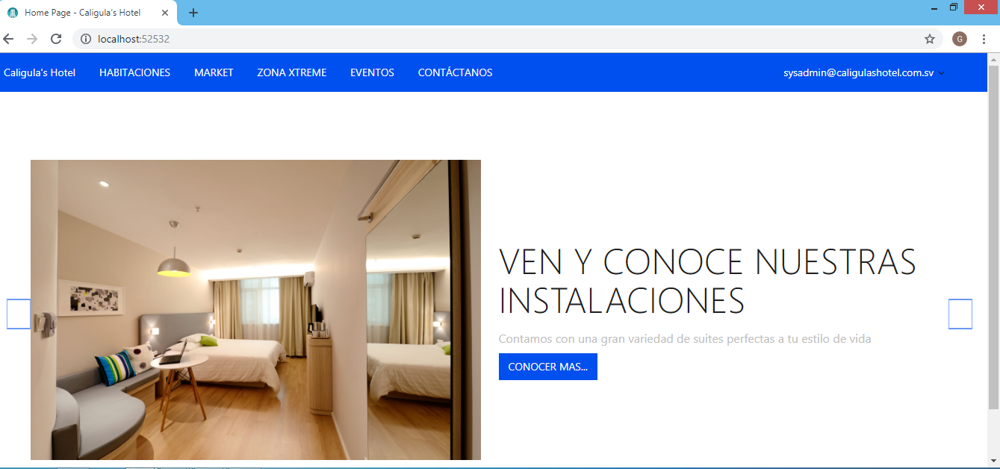 Home Page - Caligula's Hotel
localhost:52532
G
Caligula's Hotel HABITACIONES MARKET ZONA XTREME EVENTOS CONTÁCTANOS sysadmin@caligulashotel.com.sv
VEN Y CONOCE NUESTRAS
INSTALACIONES
Contamos con una gran variedad de suites perfectas a tu estilo de vida
CONOCER MAS...